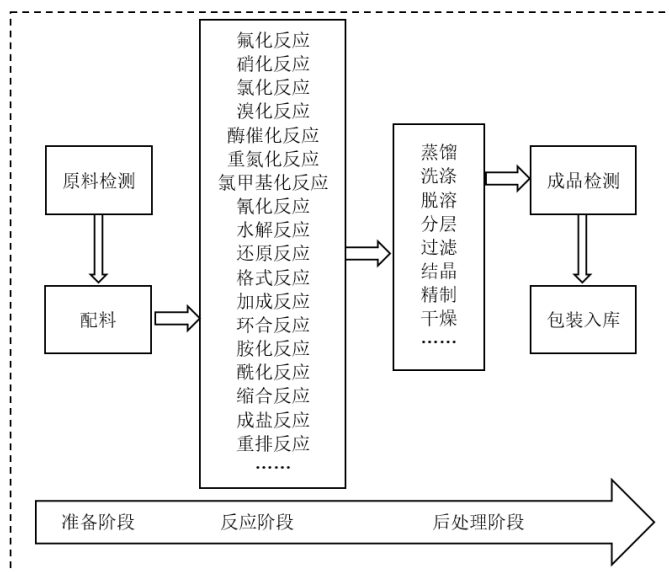 原料检测
配料
氟化反应
硝化反应
氯化反应
溴化反应
酶催化反应
重氮化反应
氯甲基化反应
氰化反应
水解反应
还原反应
格式反应
加成反应
环合反应
胺化反应
酰化反应
缩合反应
成盐反应
重排反应
……
蒸馏
洗涤
脱溶
分层
过滤
结晶
精制
干燥
……
成品检测
包装入库
准备阶段
反应阶段
后处理阶段